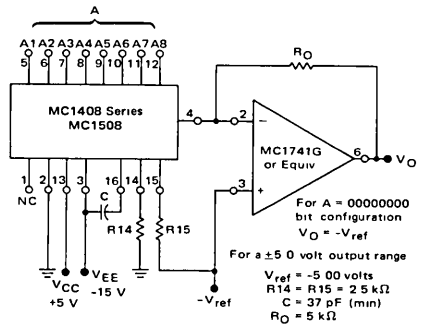 A
A1 A2 A3 A4 A5 A6 A7 A8
5 6 7 8 9 10 11 12
RO
MC1408 Series
MC1508
4
2
−
MC1741G
or Equiv
6
VO
3
+
1 2 13 3 16 14 15
NC
C
R14
R15
VCC
+5 V
VEE
-15 V
−Vref
For A = 00000000
bit configuration
VO = −Vref
For a ±5 0 volt output range
Vref = −5 00 volts
R14 = R15 = 2 5 kΩ
C = 37 pF (min)
RO = 5 kΩ